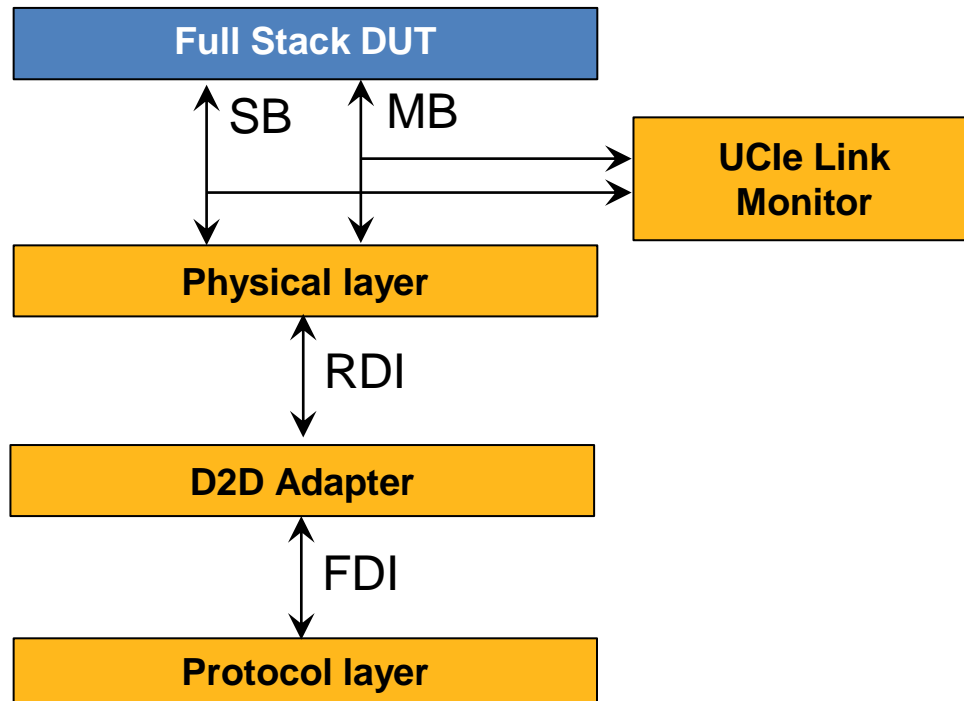 Full Stack DUT
SB
MB
UCIe Link
Monitor
Physical layer
RDI
D2D Adapter
FDI
Protocol layer